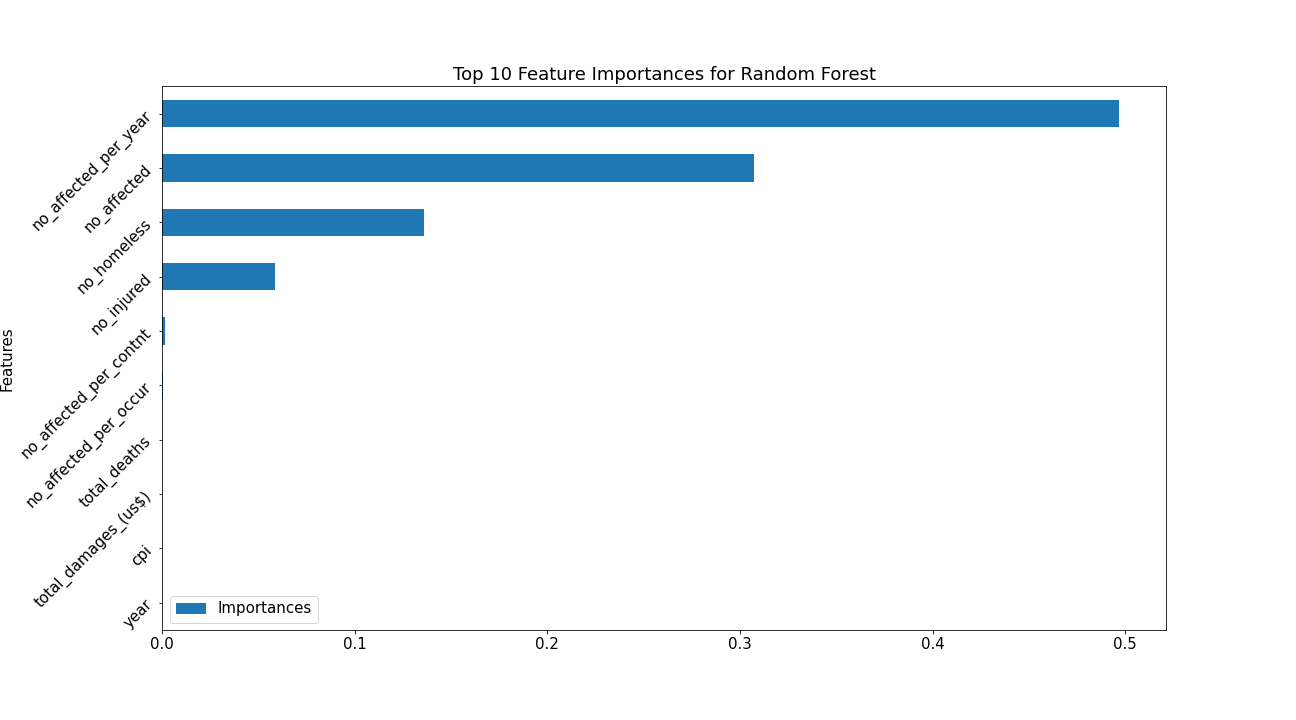 Top 10 Feature Importances for Random Forest
no_affected_per_year
no_affected
no_homeless
no_injured
no_affected_per_contnt
no_affected_per_occur
total_deaths
total_damages_(us$)
cpi
year
Features
Importances
0.0 0.1 0.2 0.3 0.4 0.5